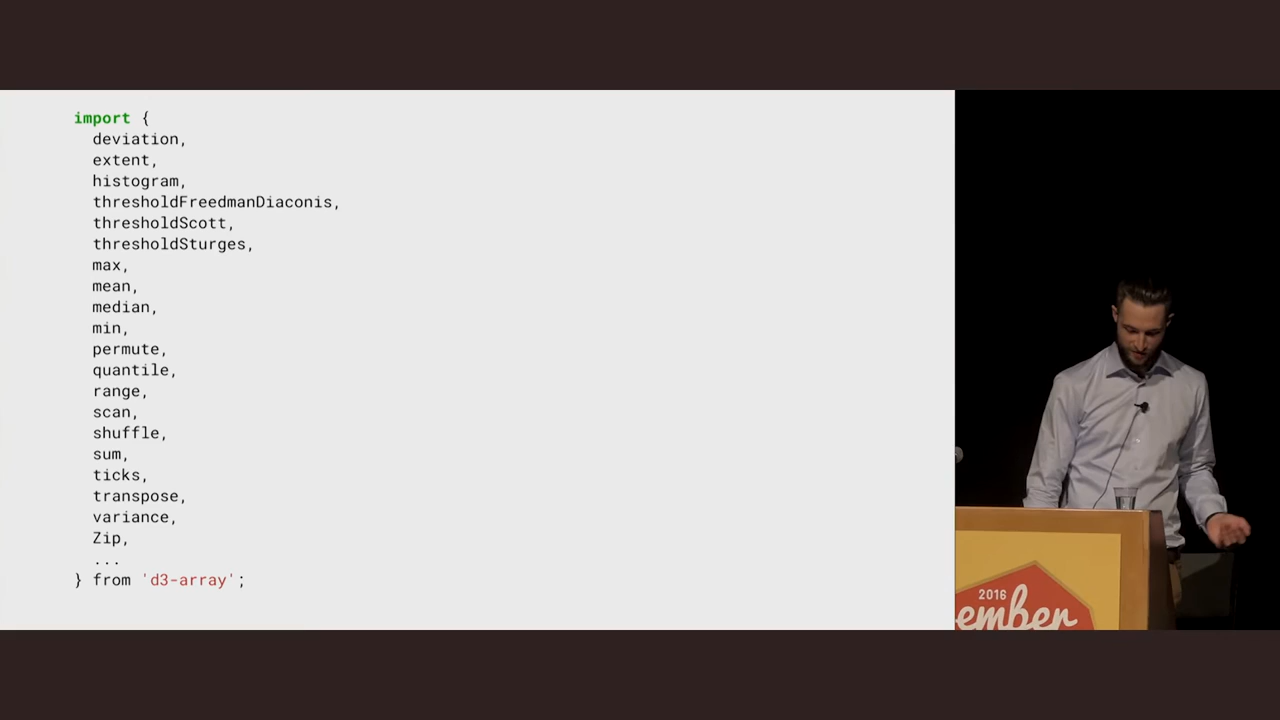 import {
deviation,
extent,
histogram,
thresholdFreedmanDiaconis,
thresholdScott,
thresholdSturges,
max,
mean,
median,
min,
permute,
quantile,
range,
scan,
shuffle,
sum,
ticks,
transpose,
variance,
Zip,
...
} from 'd3-array';
2016
ember